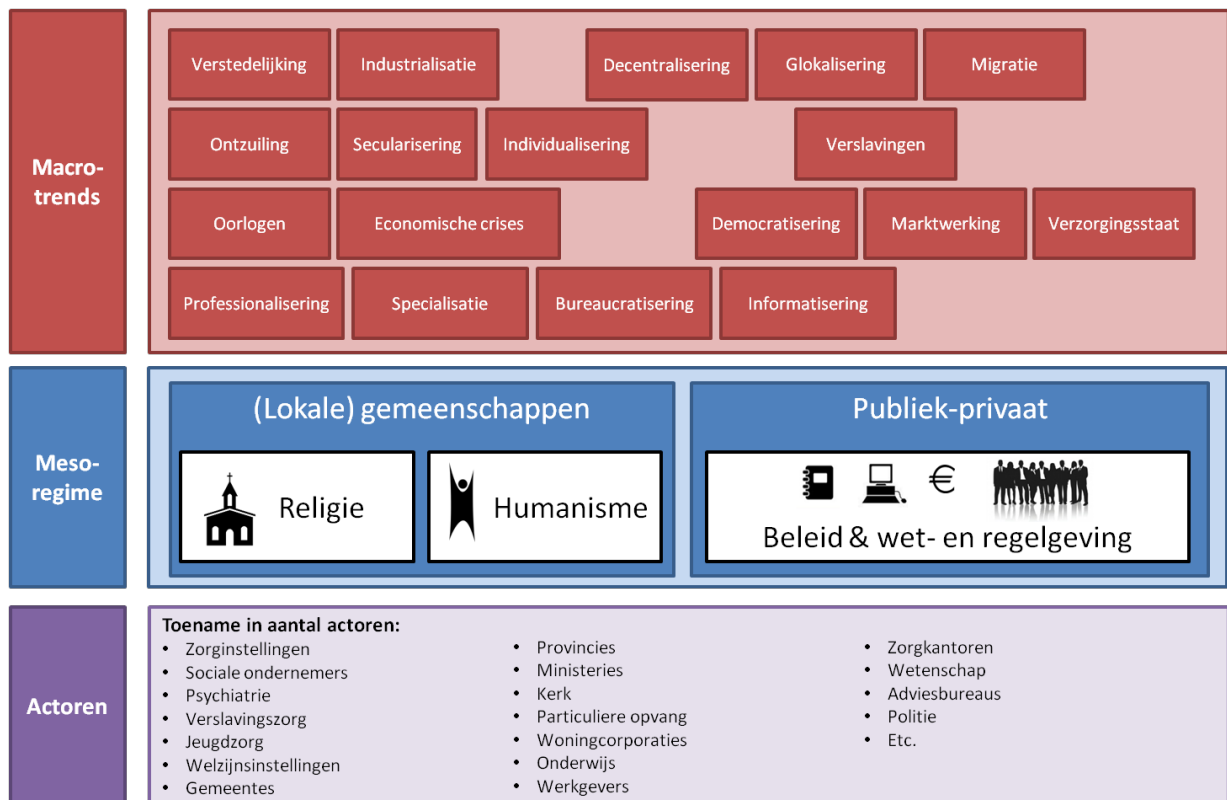 Macro-
trends
Verstedelijking
Industrialisatie
Decentralisering
Glokalisering
Migratie
Ontzuiling
Secularisering
Individualisering
Verslavingen
Oorlogen
Economische crises
Democratisering
Marktwerking
Verzorgingsstaat
Professionalisering
Specialisatie
Bureaucratisering
Informatisering
Meso-
regime
(Lokale) gemeenschappen
Religie
Humanisme
Publiek-privaat
€
Beleid & wet- en regelgeving
Actoren
Toename in aantal actoren:
• Zorginstellingen
• Sociale ondernemers
• Psychiatrie
• Verslavingszorg
• Jeugdzorg
• Welzijnsinstellingen
• Gemeentes
• Provincies
• Ministeries
• Kerk
• Particuliere opvang
• Woningcorporaties
• Onderwijs
• Werkgevers
• Zorgkantoren
• Wetenschap
• Adviesbureaus
• Politie
• Etc.